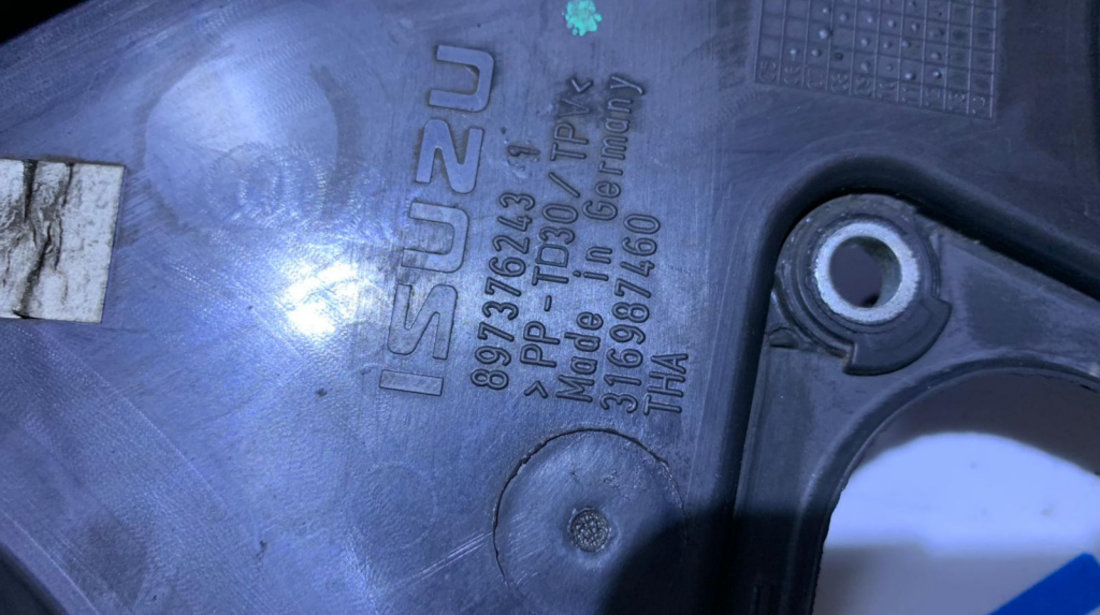 ISUZU
897376243 1
>PP-TD30/TPV<
Made in Germany
316987460
THA